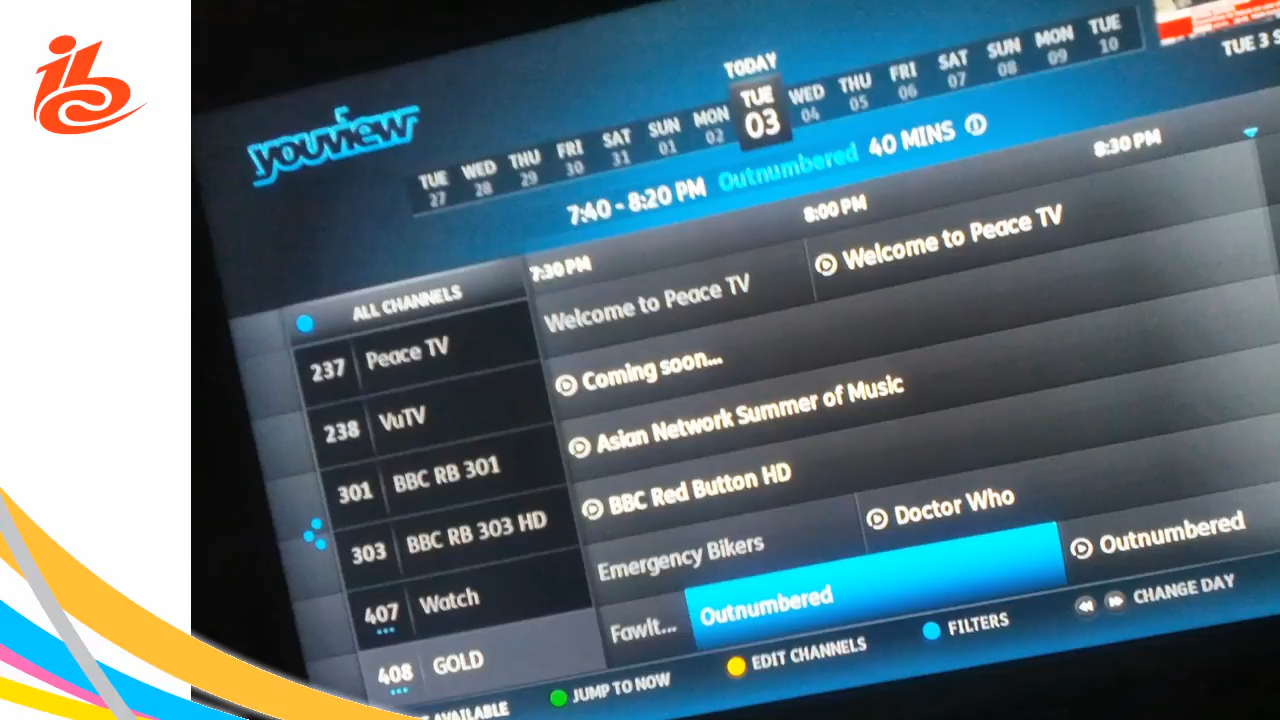 ibc
youview
TODAY
TUE 27 WED 28 THU 29 FRI 30 SAT 31 SUN 01 MON 02 TUE 03 WED 04 THU 05 FRI 06 SAT 07 SUN 08 MON 09 TUE 10
TUE 3 S
7:40 - 8:20 PM Outnumbered 40 MINS
7:30 PM 8:00 PM 8:30 PM
ALL CHANNELS
237 Peace TV Welcome to Peace TV Welcome to Peace TV
238 VuTV Coming soon...
301 BBC RB 301 Asian Network Summer of Music
303 BBC RB 303 HD BBC Red Button HD
407 Watch Emergency Bikers Doctor Who
408 GOLD Fawlt... Outnumbered Outnumbered
AVAILABLE JUMP TO NOW EDIT CHANNELS FILTERS CHANGE DAY